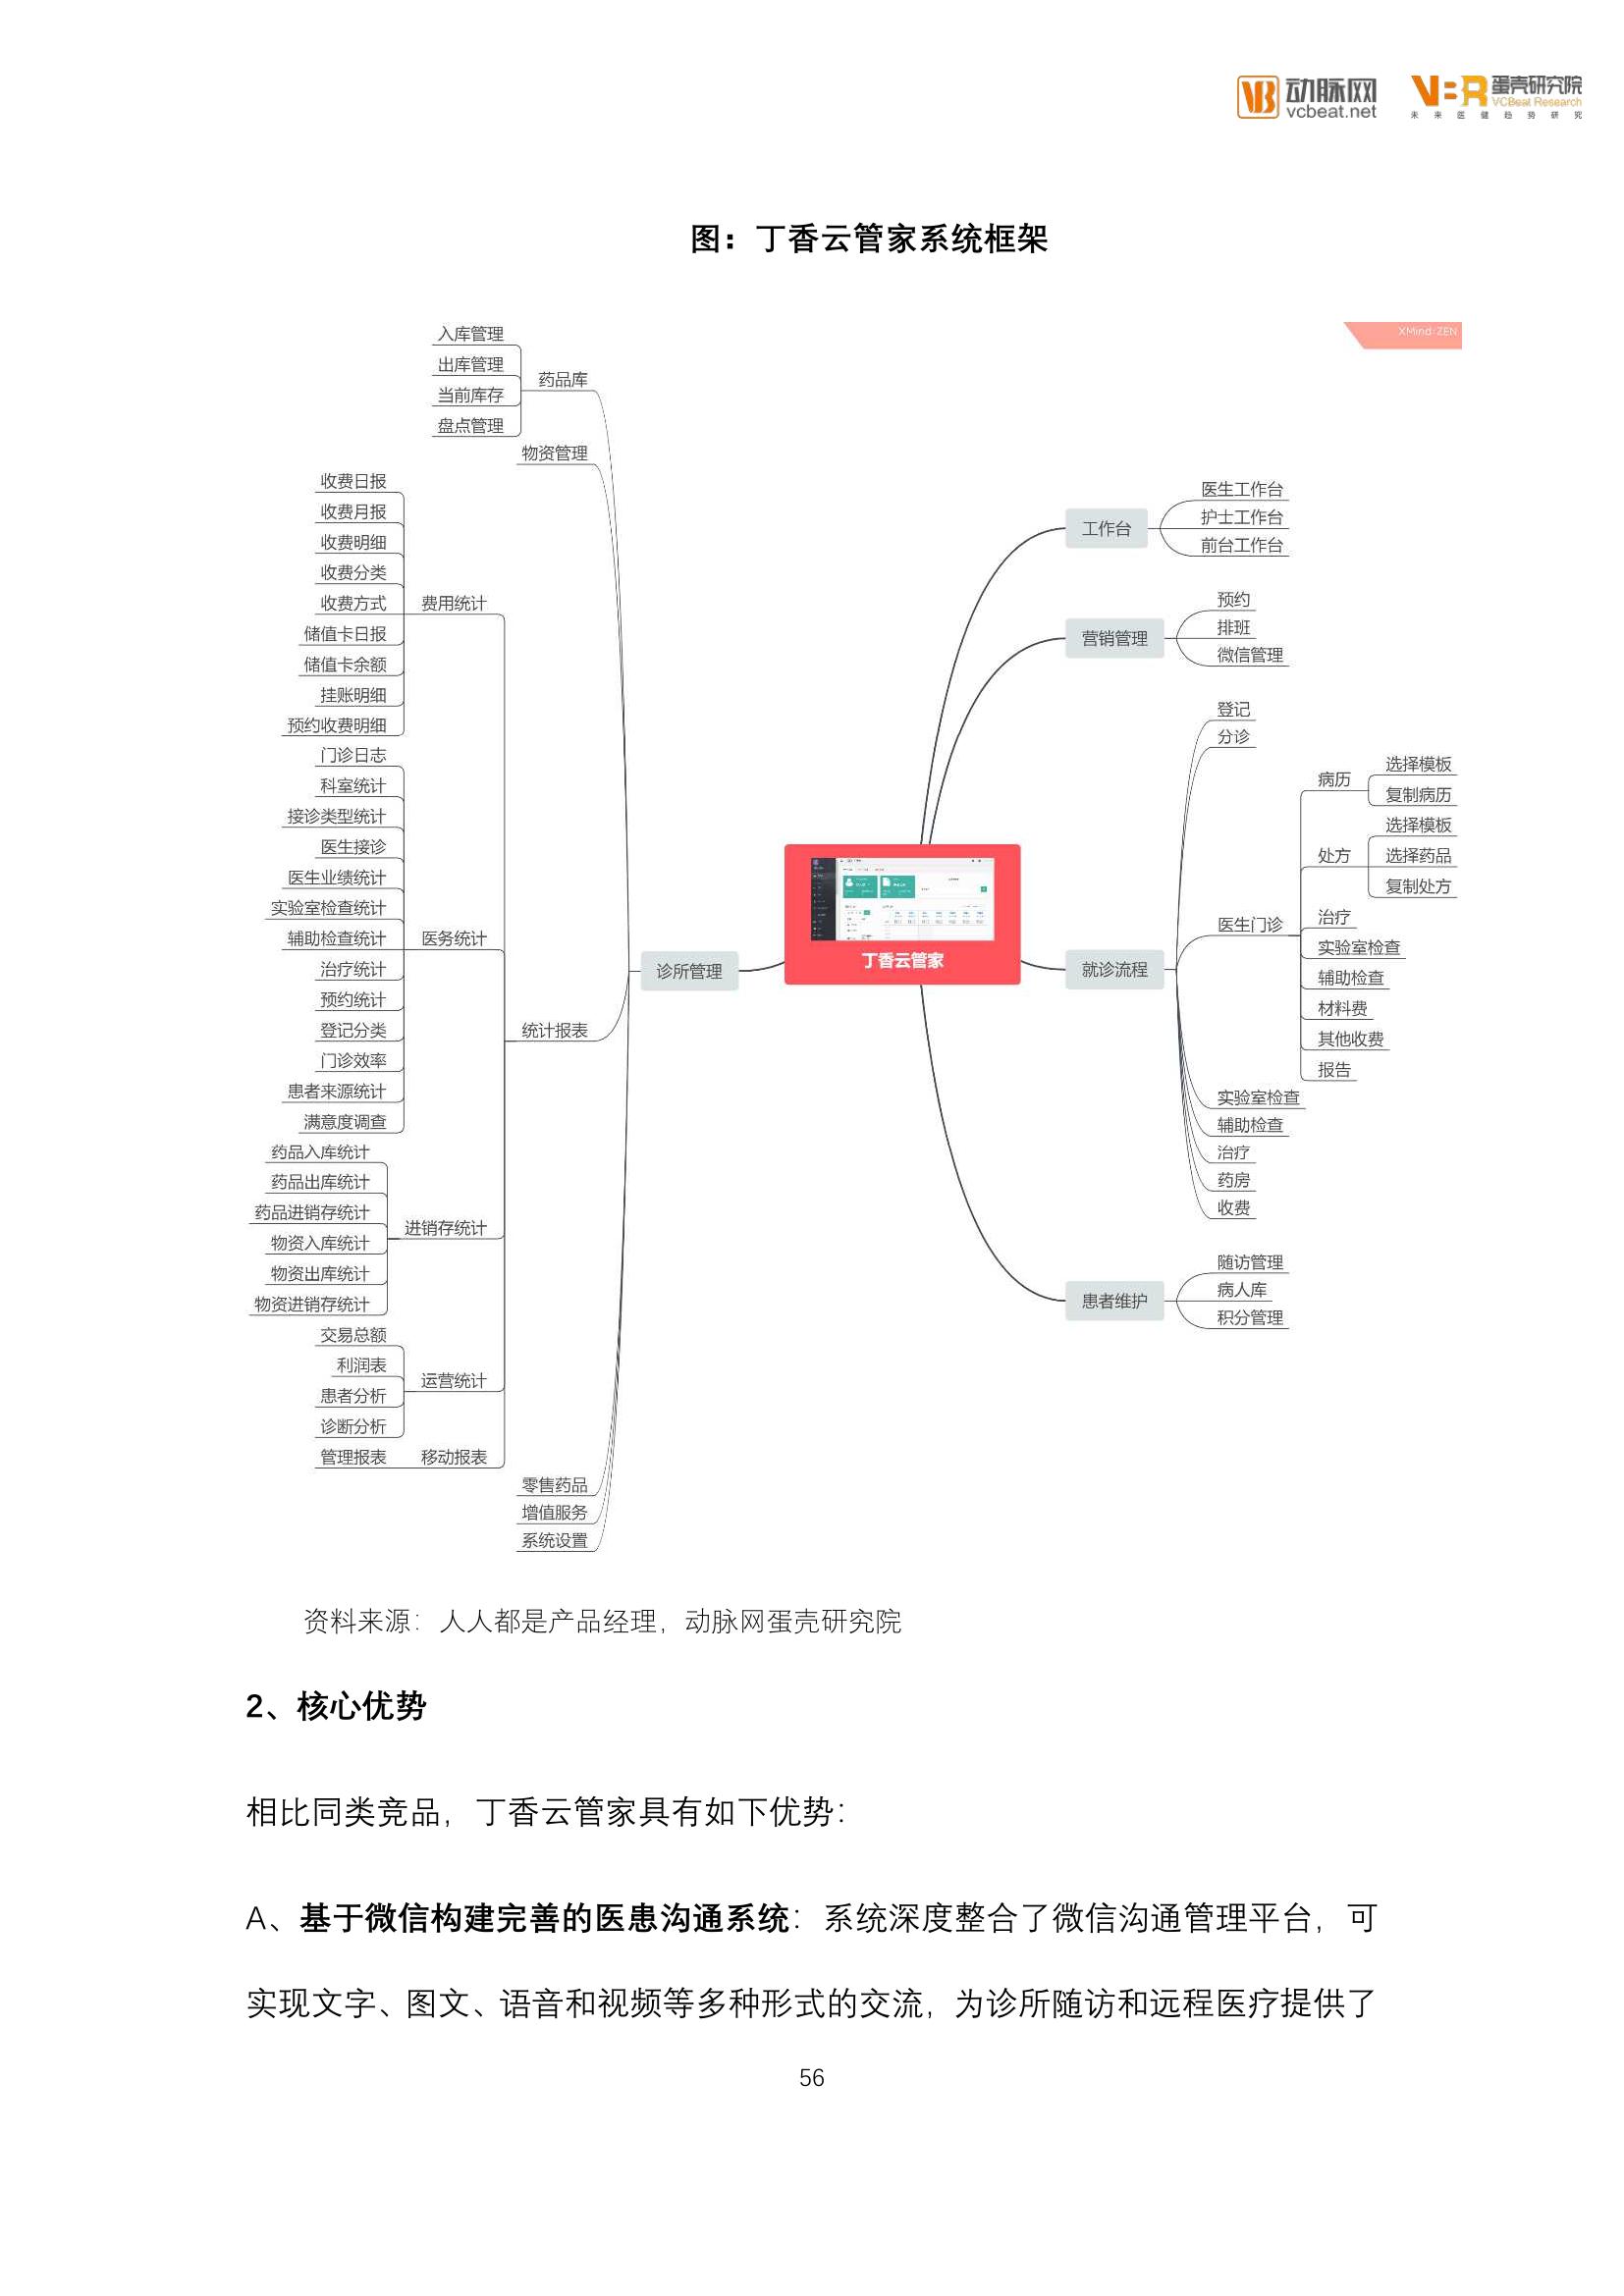 动脉网
vcbeat.net
蛋壳研究院
VCBeat Research
未来医健趋势研究
图：丁香云管家系统框架
XMind:ZEN
入库管理
出库管理
当前库存
盘点管理
药品库
物资管理
收费日报
收费月报
收费明细
收费分类
收费方式
储值卡日报
储值卡余额
挂账明细
预约收费明细
费用统计
门诊日志
科室统计
接诊类型统计
医生接诊
医生业绩统计
实验室检查统计
辅助检查统计
治疗统计
预约统计
登记分类
门诊效率
患者来源统计
满意度调查
医务统计
药品入库统计
药品出库统计
药品进销存统计
物资入库统计
物资出库统计
物资进销存统计
进销存统计
交易总额
利润表
患者分析
诊断分析
运营统计
管理报表
移动报表
统计报表
零售药品
增值服务
系统设置
诊所管理
丁香云管家
工作台
医生工作台
护士工作台
前台工作台
营销管理
预约
排班
微信管理
就诊流程
登记
分诊
医生门诊
病历
选择模板
复制病历
处方
选择模板
选择药品
复制处方
治疗
实验室检查
辅助检查
材料费
其他收费
报告
实验室检查
辅助检查
治疗
药房
收费
患者维护
随访管理
病人库
积分管理
资料来源：人人都是产品经理，动脉网蛋壳研究院
2、核心优势
相比同类竞品，丁香云管家具有如下优势：
A、基于微信构建完善的医患沟通系统：系统深度整合了微信沟通管理平台，可
实现文字、图文、语音和视频等多种形式的交流，为诊所随访和远程医疗提供了
56